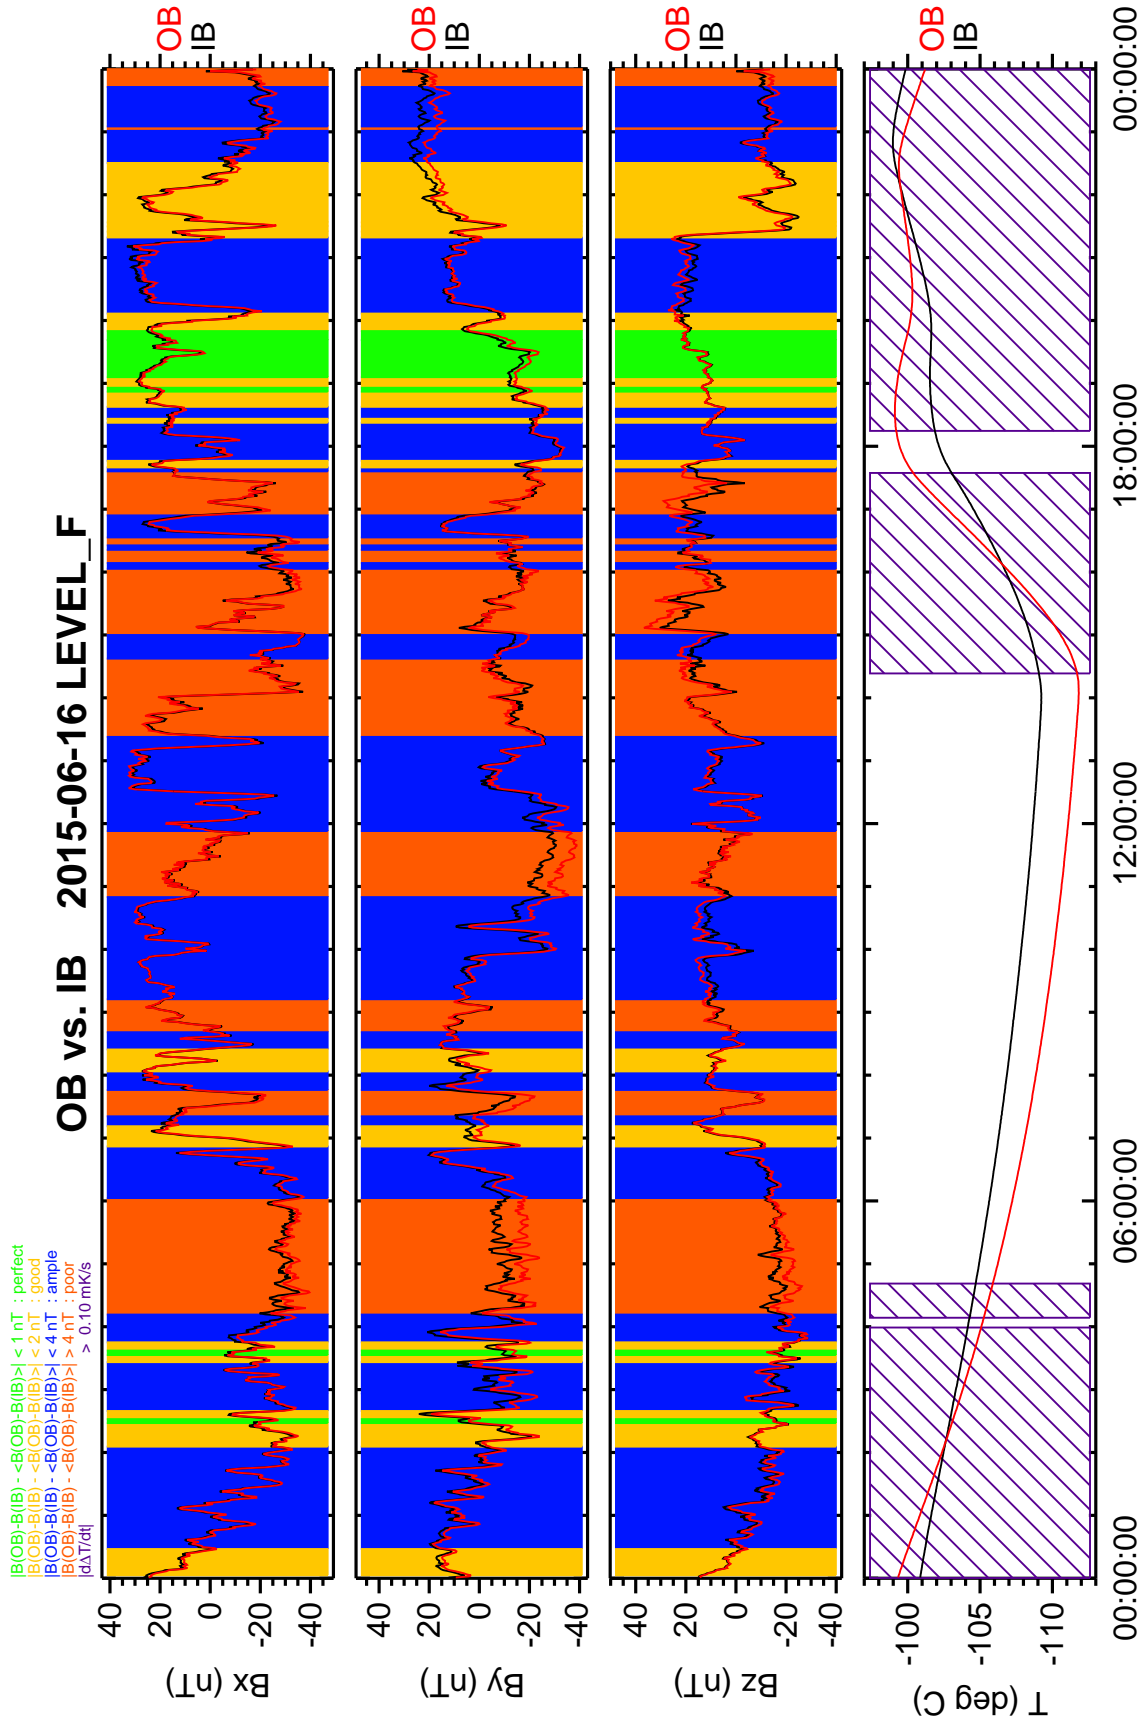 OB vs. IB 2015-06-16 LEVEL_F
|B(OB)-B(IB) - <B(OB)-B(IB)>| < 1 nT : perfect
|B(OB)-B(IB) - <B(OB)-B(IB)>| < 2 nT : good
|B(OB)-B(IB) - <B(OB)-B(IB)>| < 4 nT : ample
|B(OB)-B(IB) - <B(OB)-B(IB)>| > 4 nT : poor
|dΔT/dt| > 0.10 mK/s
Bx (nT)
40
20
0
-20
-40
OB
IB
By (nT)
40
20
0
-20
-40
OB
IB
Bz (nT)
40
20
0
-20
-40
OB
IB
T (deg C)
-100
-105
-110
OB
IB
00:00:00
06:00:00
12:00:00
18:00:00
00:00:00